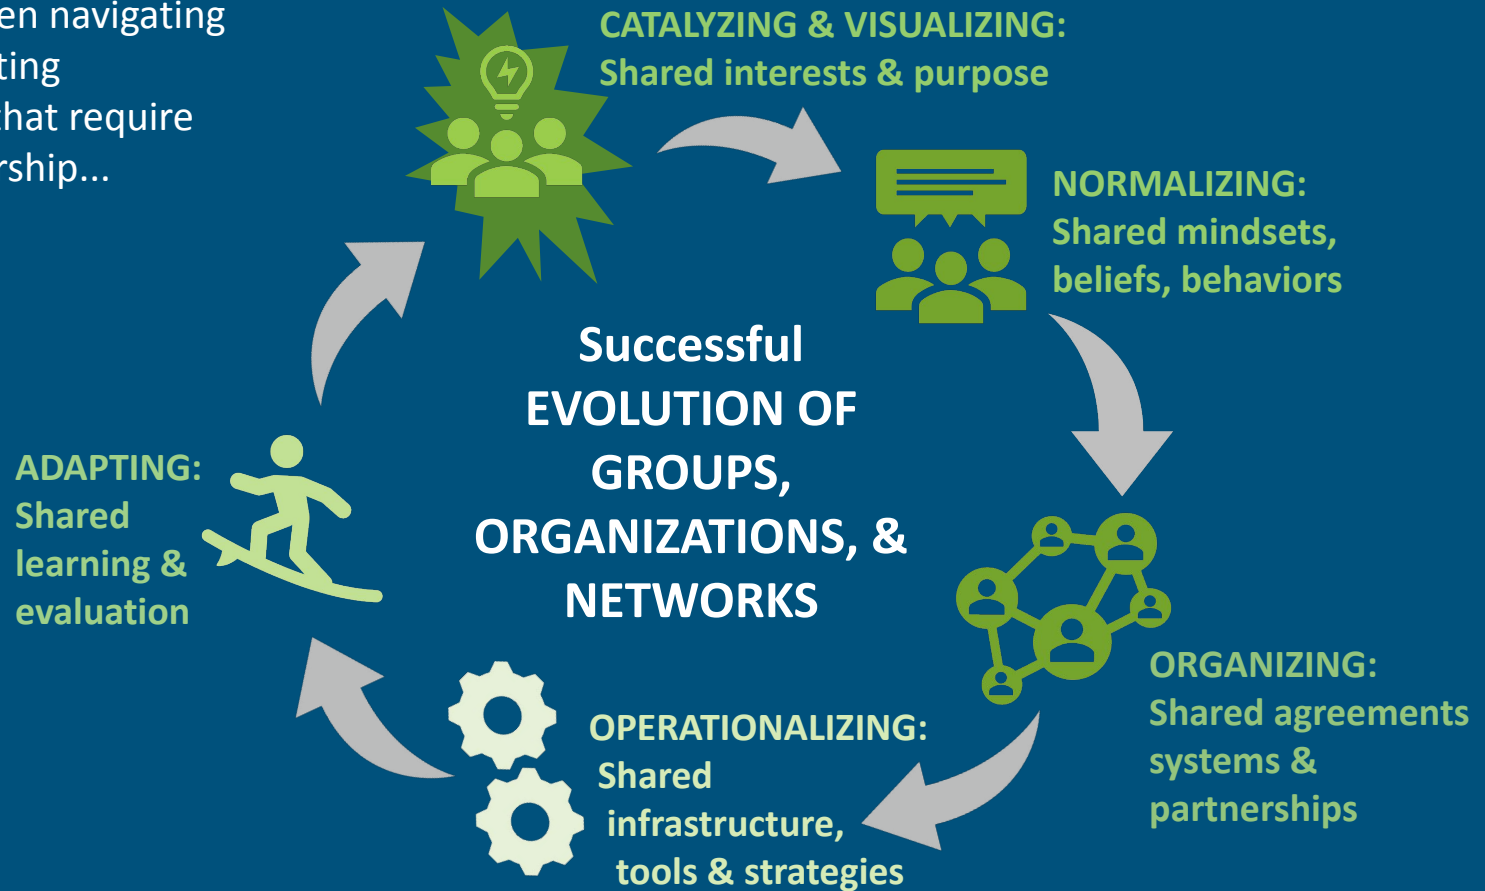 en navigating
ting
hat require
rship...
CATALYZING & VISUALIZING:
Shared interests & purpose
NORMALIZING:
Shared mindsets,
beliefs, behaviors
Successful
EVOLUTION OF
GROUPS,
ORGANIZATIONS, &
NETWORKS
ADAPTING:
Shared
learning &
evaluation
ORGANIZING:
Shared agreements
systems &
partnerships
OPERATIONALIZING:
Shared
infrastructure,
tools & strategies